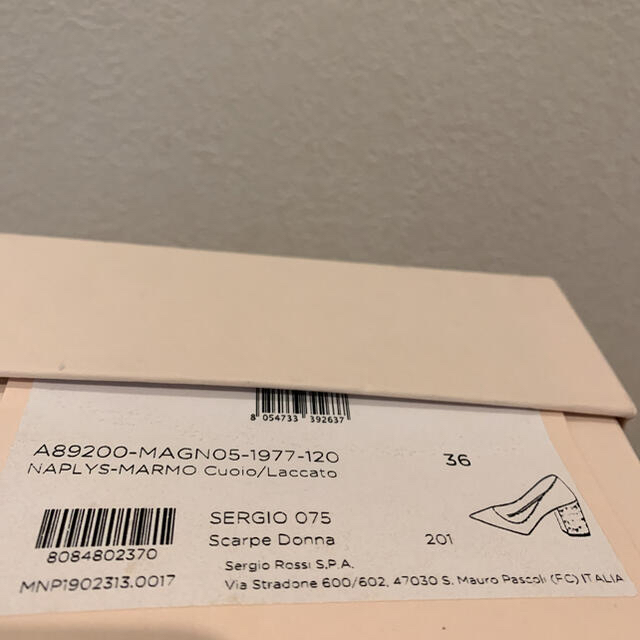 8 054733 392637
A89200-MAGN05-1977-120 36
NAPLYS-MARMO Cuoio/Laccato
SERGIO 075
8084802370 Scarpe Donna 201
Sergio Rossi S.P.A.
MNP1902313.0017 Via Stradone 600/602, 47030 S. Mauro Pascoli (FC) ITALIA